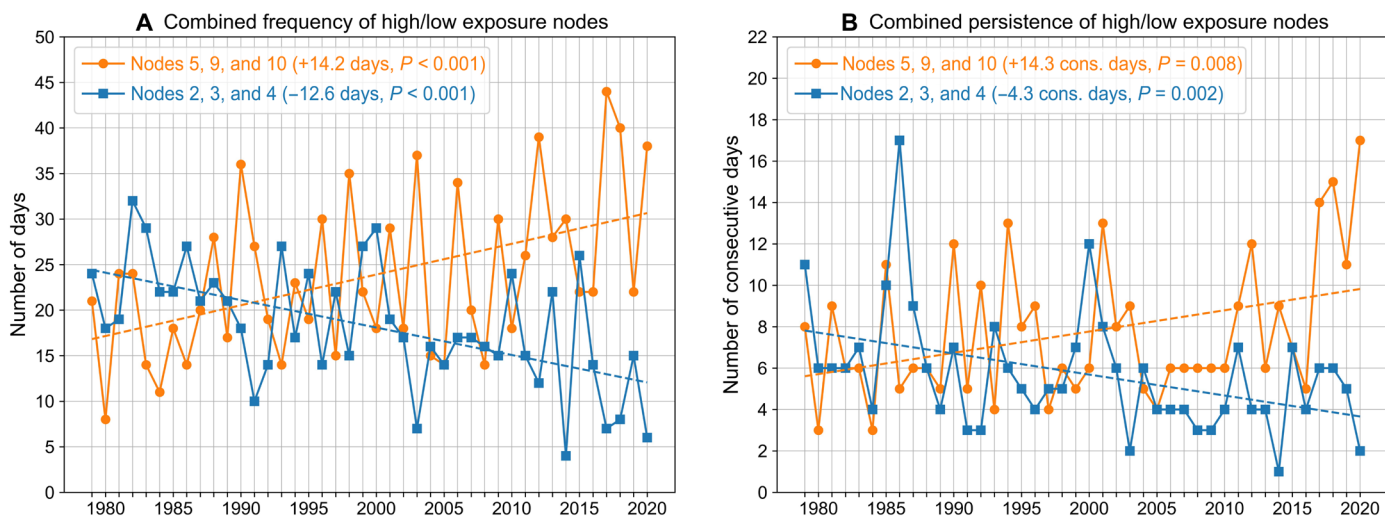 A Combined frequency of high/low exposure nodes
Number of days
50
45
40
35
30
25
20
15
10
5
0
Nodes 5, 9, and 10 (+14.2 days, P < 0.001)
Nodes 2, 3, and 4 (−12.6 days, P < 0.001)
1980 1985 1990 1995 2000 2005 2010 2015 2020
B Combined persistence of high/low exposure nodes
Number of consecutive days
22
20
18
16
14
12
10
8
6
4
2
0
Nodes 5, 9, and 10 (+14.3 cons. days, P = 0.008)
Nodes 2, 3, and 4 (−4.3 cons. days, P = 0.002)
1980 1985 1990 1995 2000 2005 2010 2015 2020